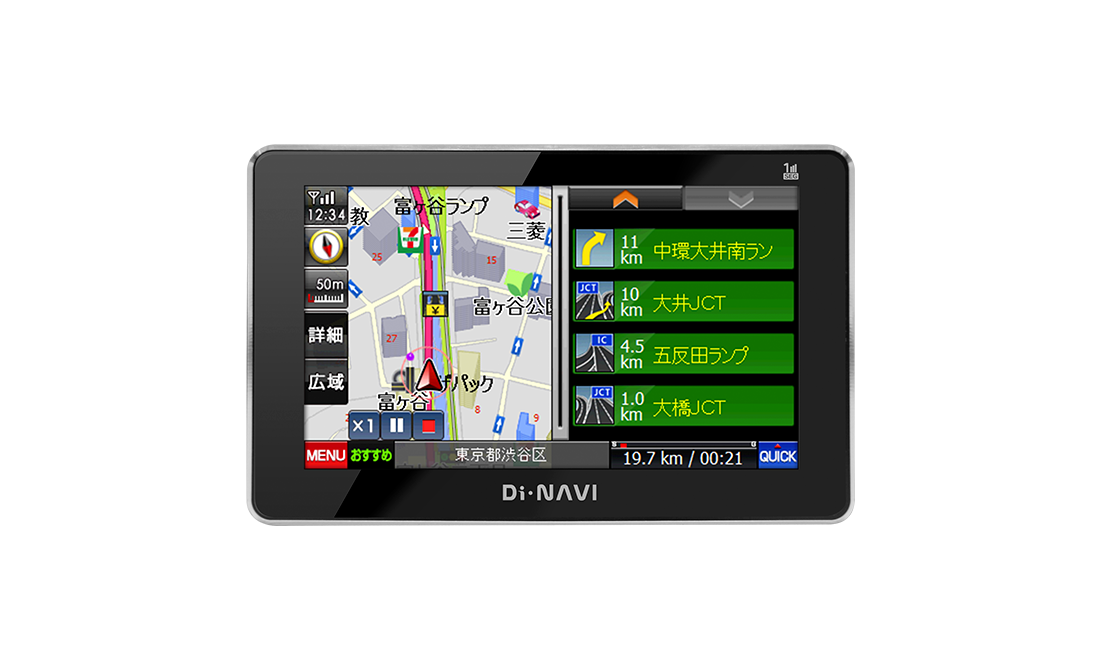 1
SEG
12:34
教
富ヶ谷ランプ
三菱
25
15
50m
富ヶ谷公
詳細
27
広域
ザパック
富ヶ谷
8
9
x1
MENU
おすすめ
東京都渋谷区
11
km
中環大井南ラン
JCT
10
km
大井JCT
IC
4.5
km
五反田ランプ
JCT
1.0
km
大橋JCT
19.7 km / 00:21
QUICK
Di·NAVI